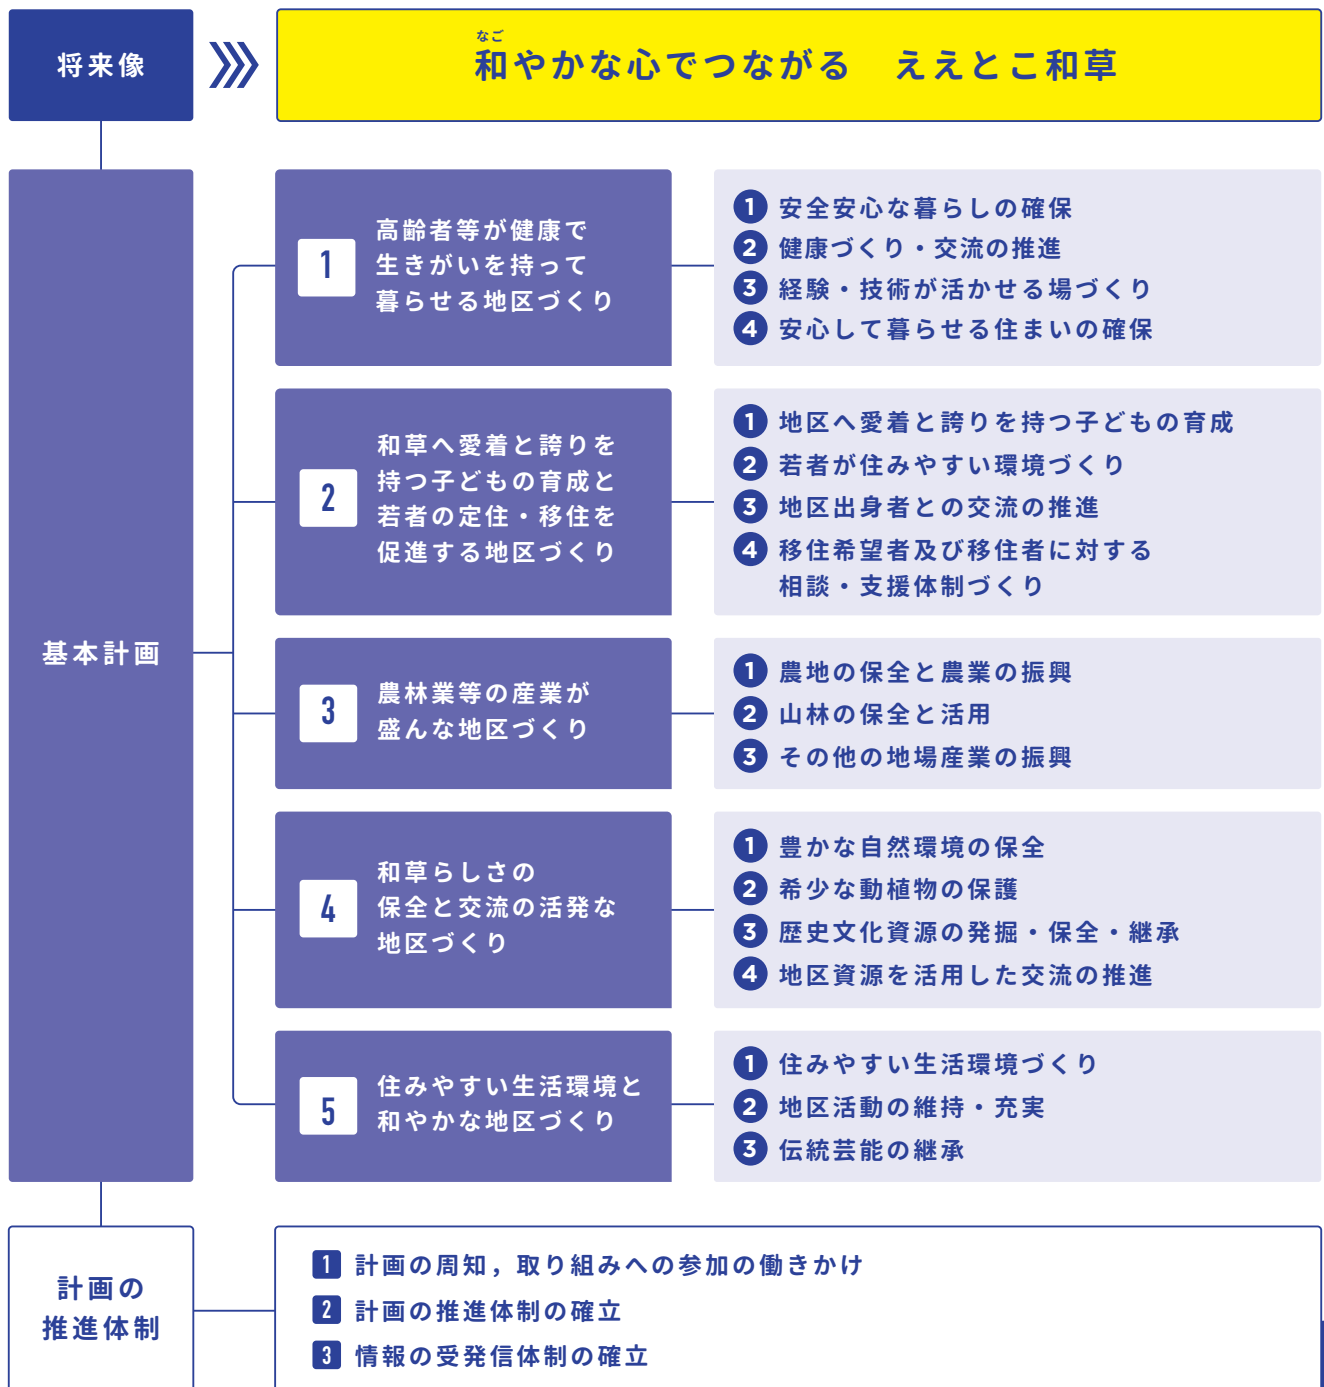 将来像
なご
和やかな心でつながる　ええとこ和草
基本計画
1
高齢者等が健康で
生きがいを持って
暮らせる地区づくり
1 安全安心な暮らしの確保
2 健康づくり・交流の推進
3 経験・技術が活かせる場づくり
4 安心して暮らせる住まいの確保
2
和草へ愛着と誇りを
持つ子どもの育成と
若者の定住・移住を
促進する地区づくり
1 地区へ愛着と誇りを持つ子どもの育成
2 若者が住みやすい環境づくり
3 地区出身者との交流の推進
4 移住希望者及び移住者に対する
相談・支援体制づくり
3
農林業等の産業が
盛んな地区づくり
1 農地の保全と農業の振興
2 山林の保全と活用
3 その他の地場産業の振興
4
和草らしさの
保全と交流の活発な
地区づくり
1 豊かな自然環境の保全
2 希少な動植物の保護
3 歴史文化資源の発掘・保全・継承
4 地区資源を活用した交流の推進
5
住みやすい生活環境と
和やかな地区づくり
1 住みやすい生活環境づくり
2 地区活動の維持・充実
3 伝統芸能の継承
計画の
推進体制
1 計画の周知，取り組みへの参加の働きかけ
2 計画の推進体制の確立
3 情報の受発信体制の確立